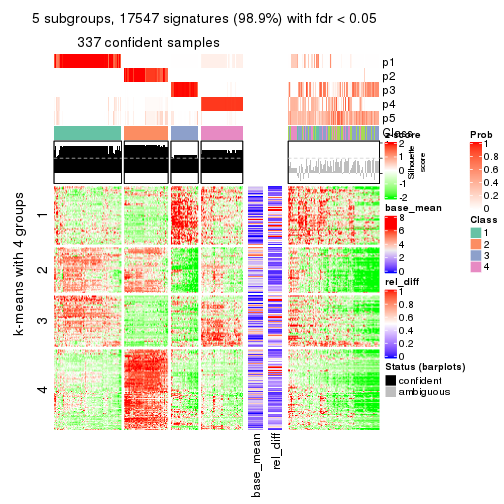 5 subgroups, 17547 signatures (98.9%) with fdr < 0.05
337 confident samples
p1
p2
p3
p4
p5
Class
Silhouette
score
k-means with 4 groups
1
2
3
4
base_mean
rel_diff
z-score
2
1
0
-1
-2
base_mean
8
6
4
2
0
rel_diff
1
0.8
0.6
0.4
0.2
0
Status (barplots)
confident
ambiguous
Prob
1
0.8
0.6
0.4
0.2
0
Class
1
2
3
4